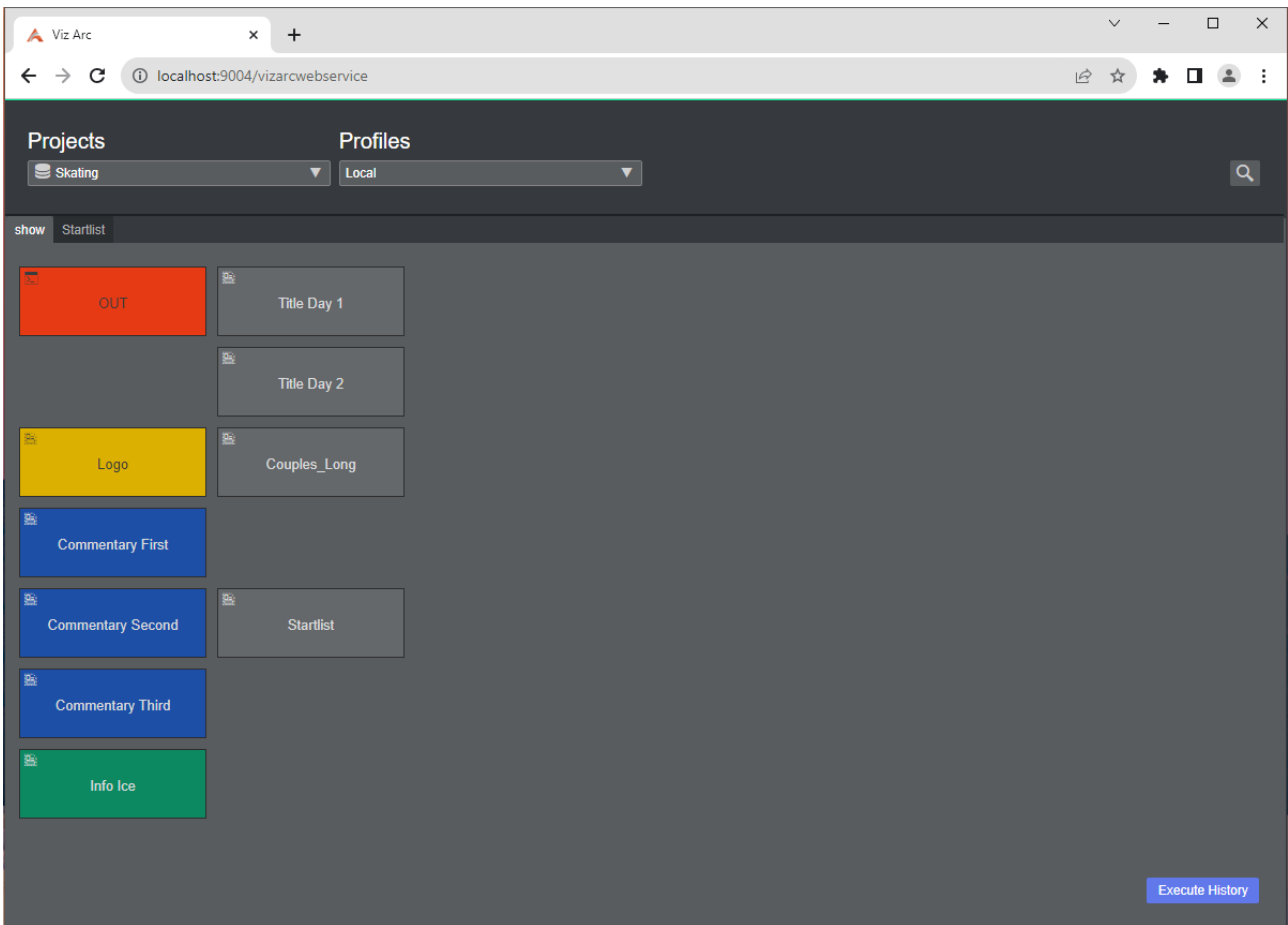 Viz Arc
localhost:9004/vizarcwebservice
Projects
Profiles
Skating
Local
show
Startlist
OUT
Title Day 1
Title Day 2
Logo
Couples_Long
Commentary First
Commentary Second
Startlist
Commentary Third
Info Ice
Execute History